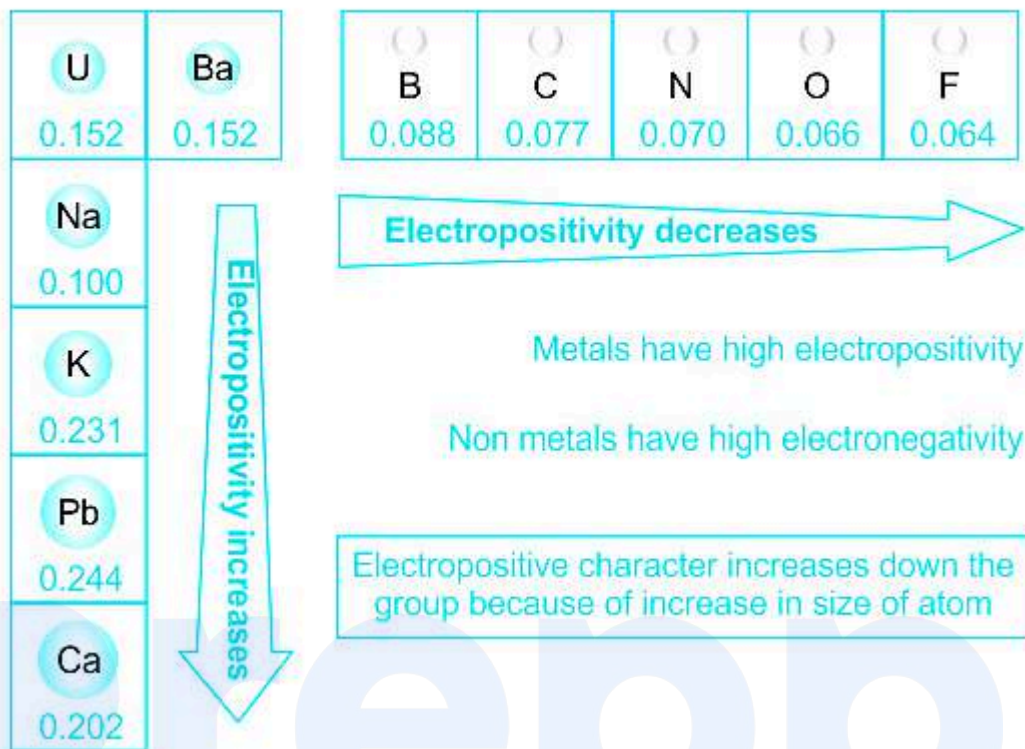 U
Ba
B
C
N
O
F
0.152
0.152
0.088
0.077
0.070
0.066
0.064
Na
0.100
Electropositivity decreases
Electropositivity increases
Metals have high electropositivity
K
0.231
Non metals have high electronegativity
Pb
0.244
Electropositive character increases down the
group because of increase in size of atom
Ca
0.202